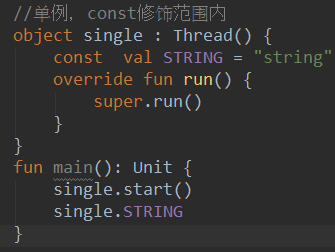 //单例, const修饰范围内
object single : Thread() {
    const  val STRING = "string"
    override fun run() {
        super.run()
    }
}
fun main(): Unit {
    single.start()
    single.STRING
}